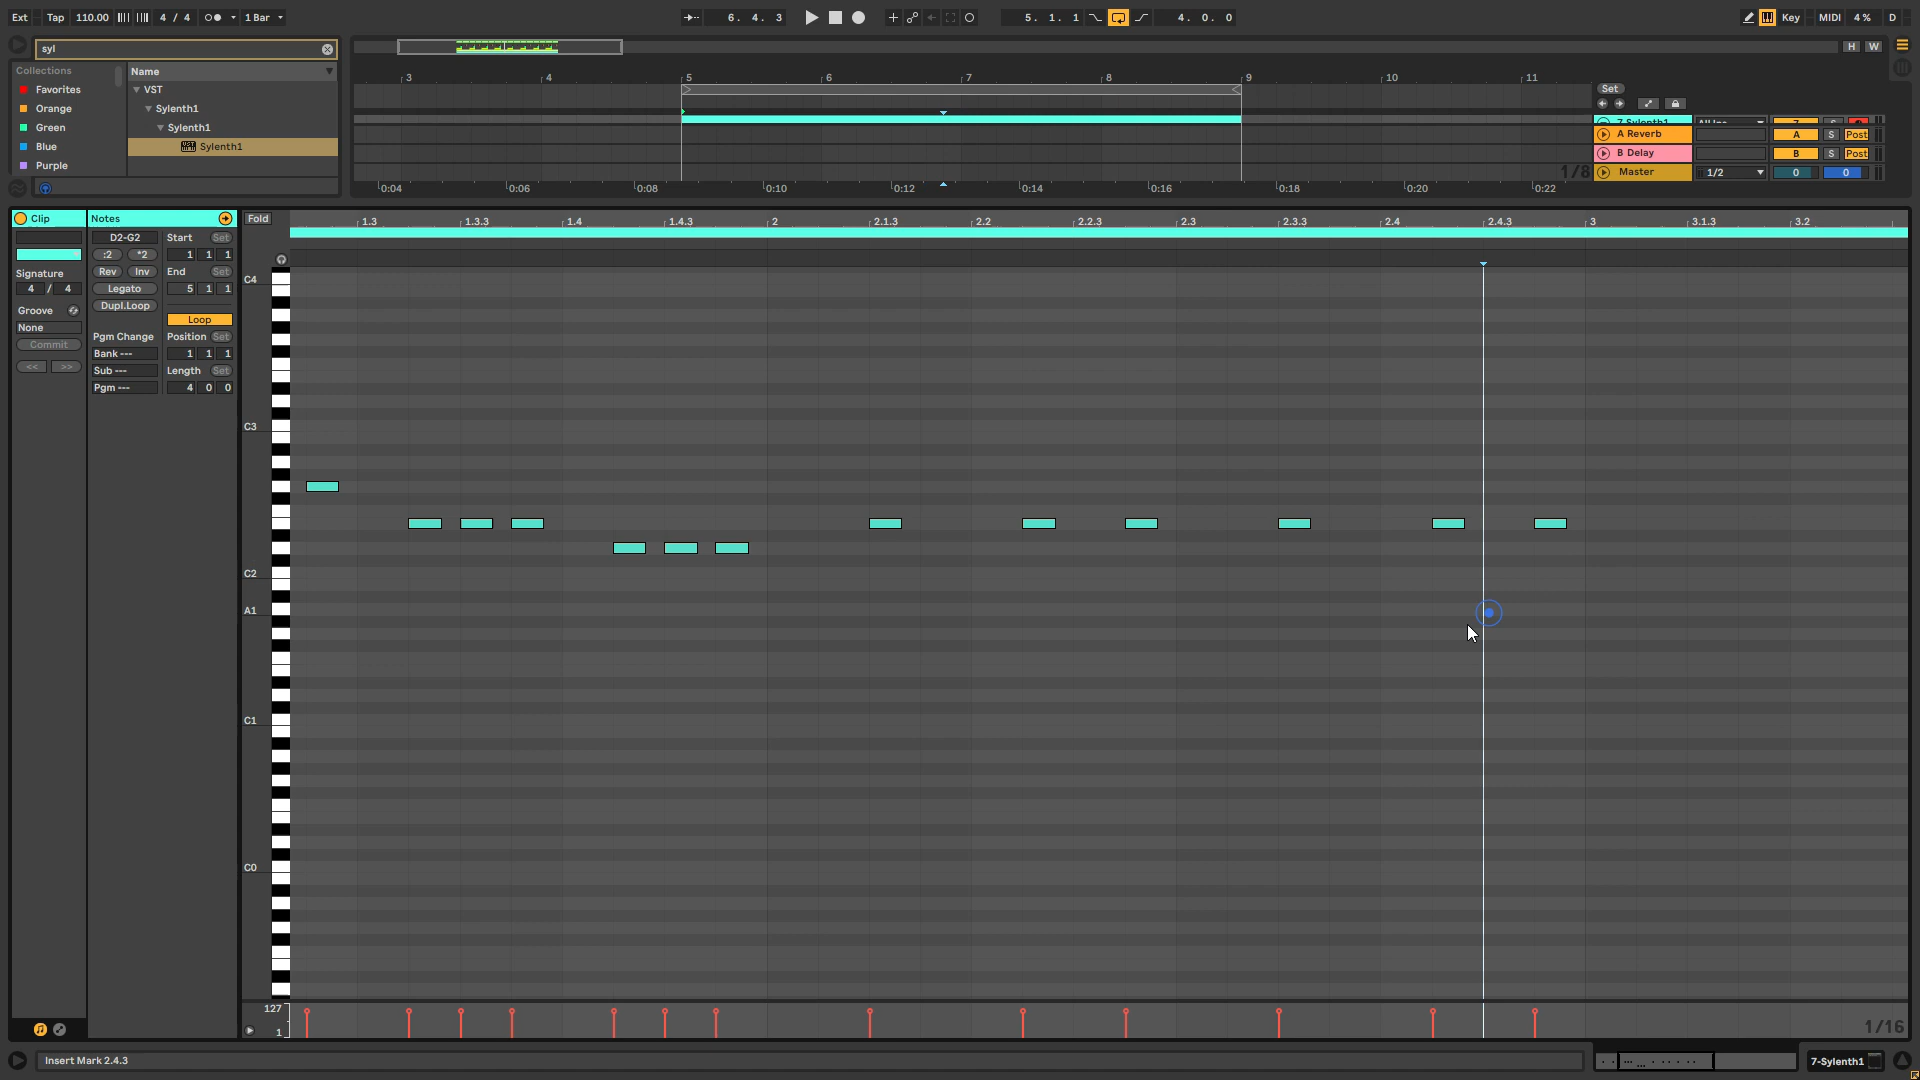 Ext Tap 110.00 4 / 4 1 Bar 6. 4. 3 5. 1. 1 4. 0. 0 Key MIDI 4 % D
syl
H W
Collections Name
Favorites VST
Orange Sylenth1
Green Sylenth1
Blue Sylenth1
Purple
3 4 5 6 7 8 9 10 11
Set
A Reverb A S Post
B Delay B S Post
1/8 Master 1/2 0 0
0:04 0:06 0:08 0:10 0:12 0:14 0:16 0:18 0:20 0:22
Clip Notes Fold 1.3 1.3.3 1.4 1.4.3 2 2.1.3 2.2 2.2.3 2.3 2.3.3 2.4 2.4.3 3 3.1.3 3.2
D2-G2 Start Set
:2 *2 1 1 1
Signature Rev Inv End Set
4 / 4 Legato 5 1 1
Groove Dupl.Loop
None Loop
Commit Pgm Change Position Set
<< >> Bank --- 1 1 1
Sub --- Length Set
Pgm --- 4 0 0
C4
C3
C2
A1
C1
C0
127
1
1/16
Insert Mark 2.4.3
7-Sylenth1